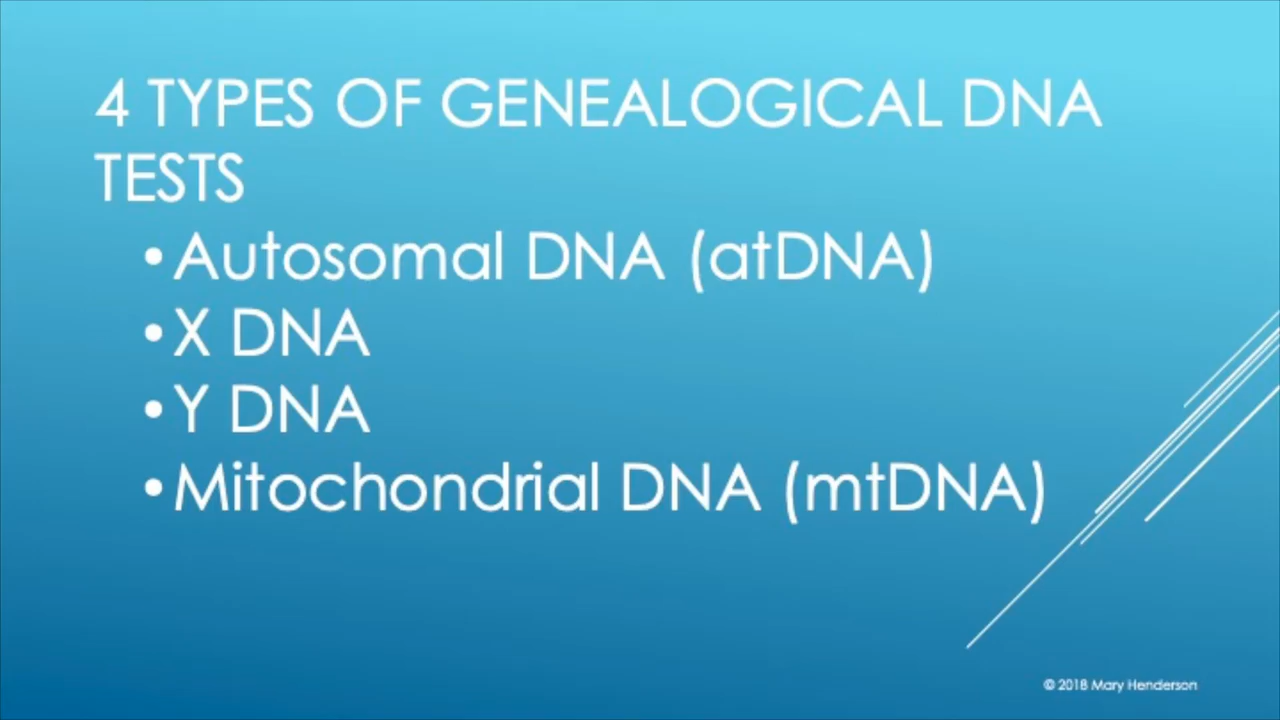 4 TYPES OF GENEALOGICAL DNA
TESTS
• Autosomal DNA (atDNA)
• X DNA
• Y DNA
• Mitochondrial DNA (mtDNA)
© 2018 Mary Henderson